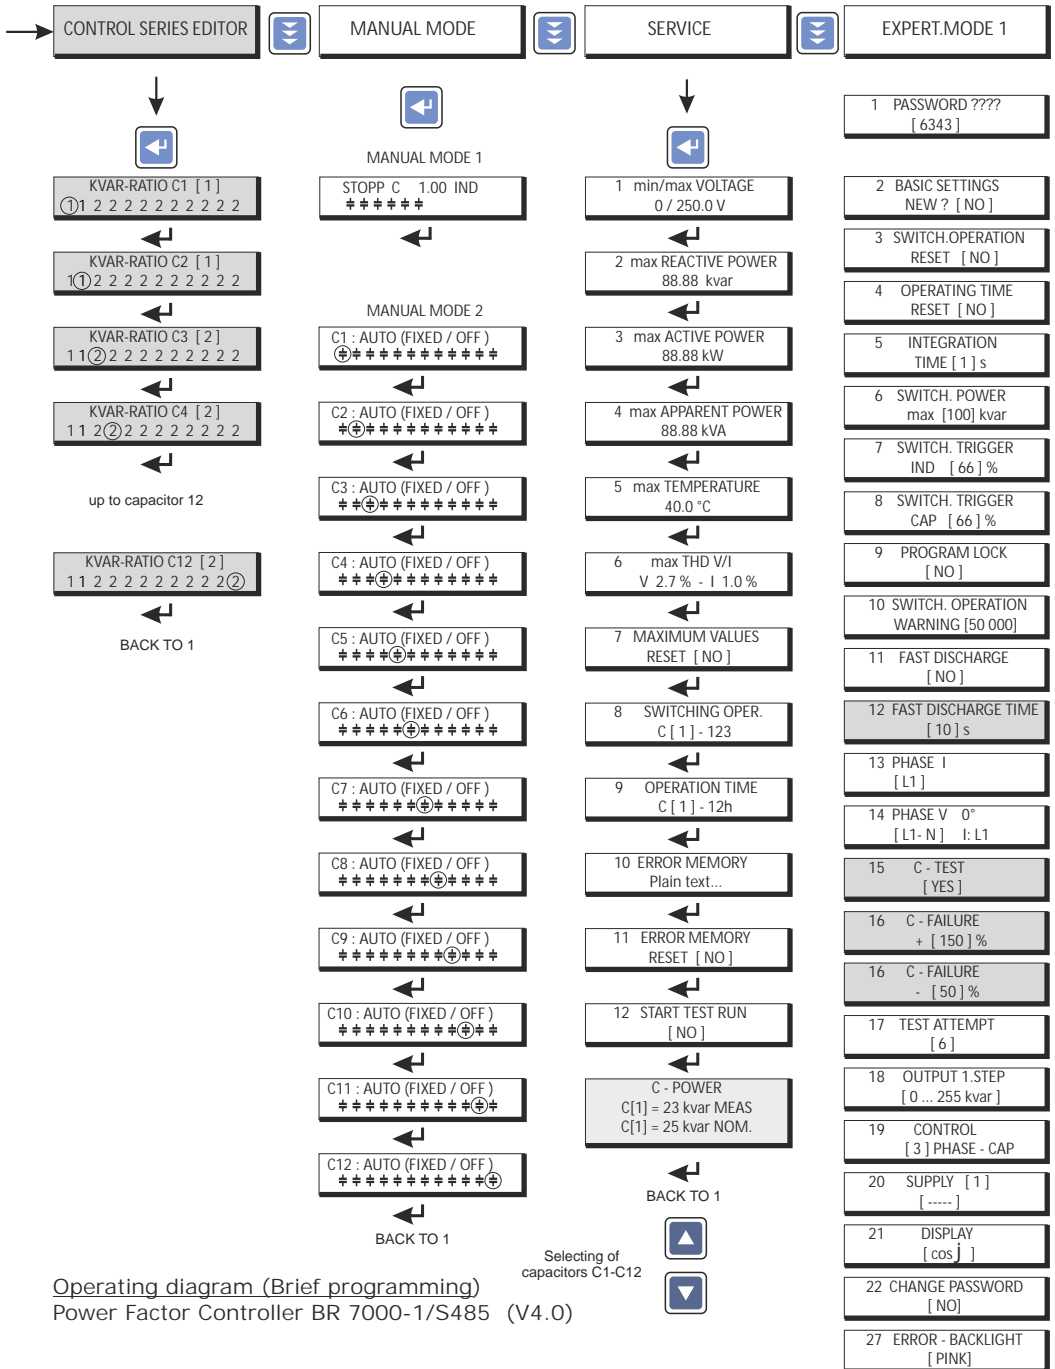 CONTROL SERIES EDITOR
MANUAL MODE
SERVICE
EXPERT.MODE 1
KVAR-RATIO C1 [ 1 ]
1 1 2 2 2 2 2 2 2 2 2 2
KVAR-RATIO C2 [ 1 ]
1 1 2 2 2 2 2 2 2 2 2 2
KVAR-RATIO C3 [ 2 ]
1 1 2 2 2 2 2 2 2 2 2 2
KVAR-RATIO C4 [ 2 ]
1 1 2 2 2 2 2 2 2 2 2 2
up to capacitor 12
KVAR-RATIO C12 [ 2 ]
1 1 2 2 2 2 2 2 2 2 2 2
BACK TO 1
MANUAL MODE 1
STOPP C 1.00 IND
MANUAL MODE 2
C1 : AUTO (FIXED / OFF )
C2 : AUTO (FIXED / OFF )
C3 : AUTO (FIXED / OFF )
C4 : AUTO (FIXED / OFF )
C5 : AUTO (FIXED / OFF )
C6 : AUTO (FIXED / OFF )
C7 : AUTO (FIXED / OFF )
C8 : AUTO (FIXED / OFF )
C9 : AUTO (FIXED / OFF )
C10 : AUTO (FIXED / OFF )
C11 : AUTO (FIXED / OFF )
C12 : AUTO (FIXED / OFF )
BACK TO 1
1 min/max VOLTAGE
0 / 250.0 V
2 max REACTIVE POWER
88.88 kvar
3 max ACTIVE POWER
88.88 kW
4 max APPARENT POWER
88.88 kVA
5 max TEMPERATURE
40.0 °C
6 max THD V/I
V 2.7 % - I 1.0 %
7 MAXIMUM VALUES
RESET [ NO ]
8 SWITCHING OPER.
C [ 1 ] - 123
9 OPERATION TIME
C [ 1 ] - 12h
10 ERROR MEMORY
Plain text...
11 ERROR MEMORY
RESET [ NO ]
12 START TEST RUN
[ NO ]
C - POWER
C[1] = 23 kvar MEAS
C[1] = 25 kvar NOM.
BACK TO 1
Selecting of
capacitors C1-C12
1 PASSWORD ????
[ 6343 ]
2 BASIC SETTINGS
NEW ? [ NO ]
3 SWITCH.OPERATION
RESET [ NO ]
4 OPERATING TIME
RESET [ NO ]
5 INTEGRATION
TIME [ 1 ] s
6 SWITCH. POWER
max [100] kvar
7 SWITCH. TRIGGER
IND [ 66 ] %
8 SWITCH. TRIGGER
CAP [ 66 ] %
9 PROGRAM LOCK
[ NO ]
10 SWITCH. OPERATION
WARNING [50 000]
11 FAST DISCHARGE
[ NO ]
12 FAST DISCHARGE TIME
[ 10 ] s
13 PHASE I
[ L1 ]
14 PHASE V 0°
[ L1- N ] I: L1
15 C - TEST
[ YES ]
16 C - FAILURE
+ [ 150 ] %
16 C - FAILURE
- [ 50 ] %
17 TEST ATTEMPT
[ 6 ]
18 OUTPUT 1.STEP
[ 0 ... 255 kvar ]
19 CONTROL
[ 3 ] PHASE - CAP
20 SUPPLY [ 1 ]
[ ----- ]
21 DISPLAY
[ cos j ]
22 CHANGE PASSWORD
[ NO]
27 ERROR - BACKLIGHT
[ PINK]
Operating diagram (Brief programming)
Power Factor Controller BR 7000-1/S485 (V4.0)